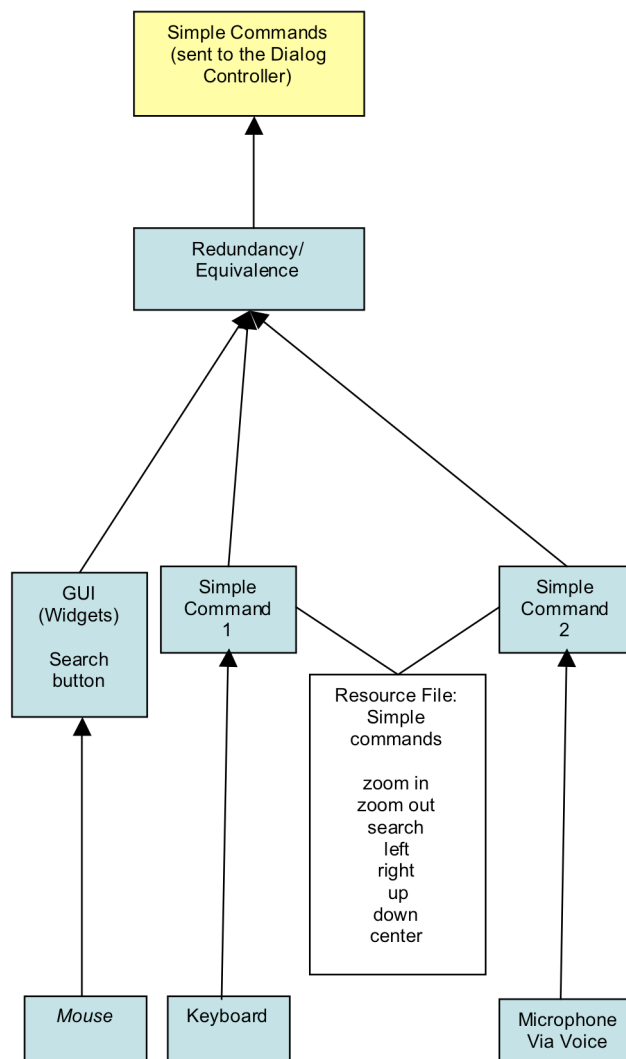 Simple Commands
(sent to the Dialog
Controller)
Redundancy/
Equivalence
GUI
(Widgets)
Search
button
Simple
Command
1
Simple
Command
2
Resource File:
Simple
commands
zoom in
zoom out
search
left
right
up
down
center
Mouse
Keyboard
Microphone
Via Voice